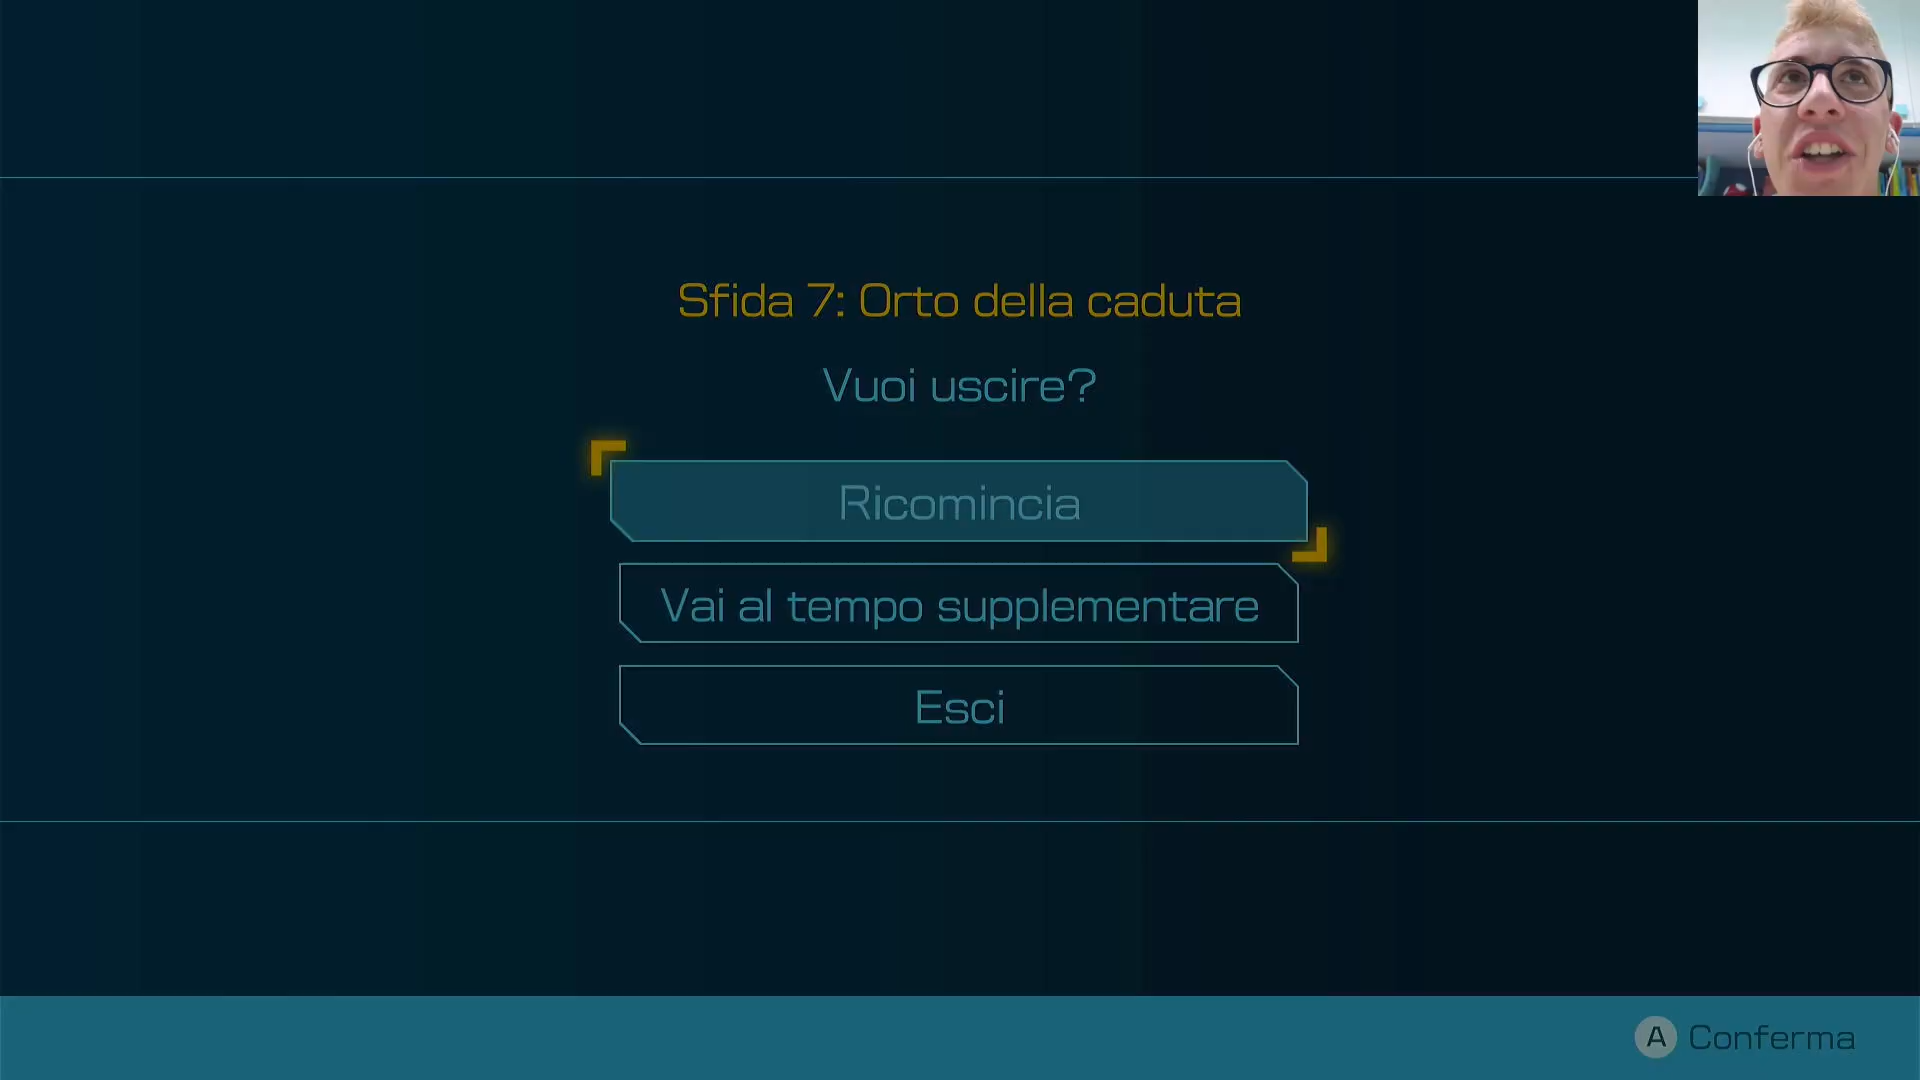 Sfida 7: Orto della caduta
Vuoi uscire?
Ricomincia
Vai al tempo supplementare
Esci
A Conferma